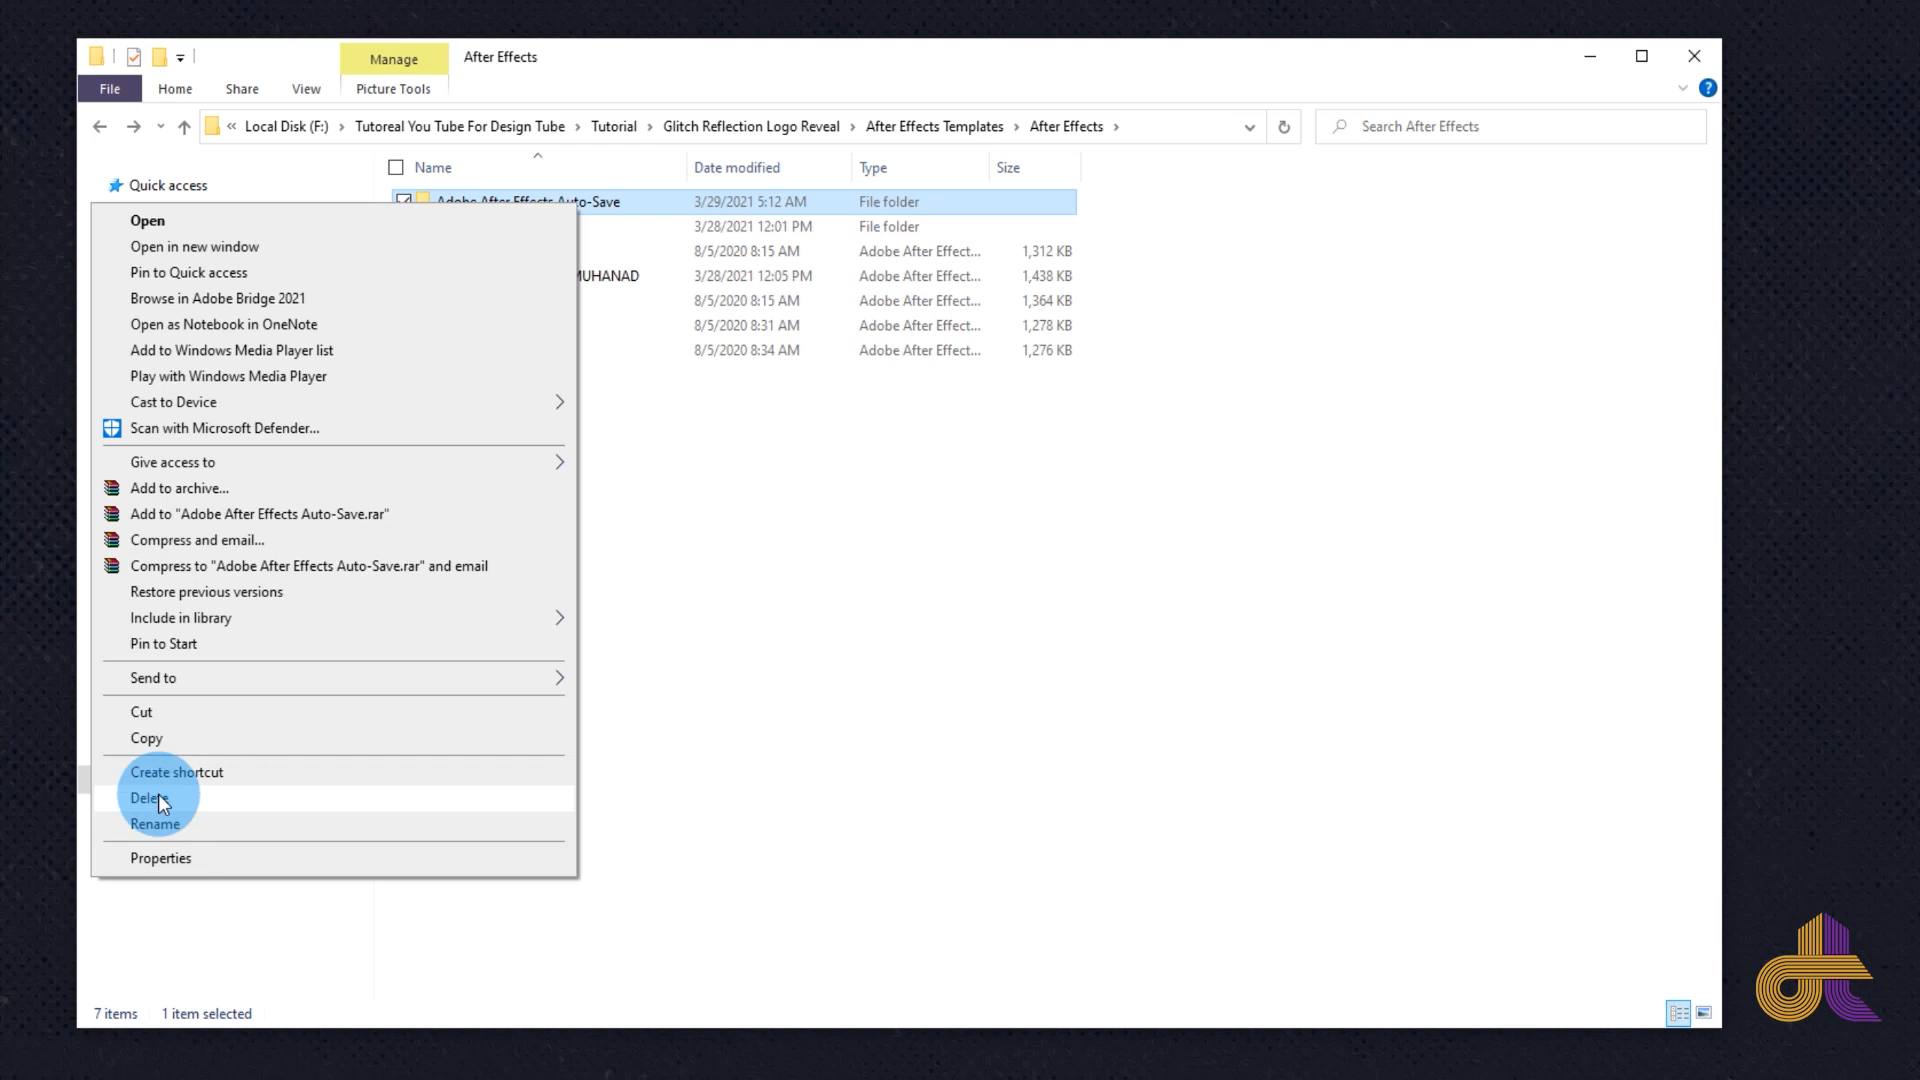 Manage
After Effects
File
Home
Share
View
Picture Tools
« Local Disk (F:) › Tutoreal You Tube For Design Tube › Tutorial › Glitch Reflection Logo Reveal › After Effects Templates › After Effects ›
Search After Effects
Name
Date modified
Type
Size
Quick access
Adobe After Effects Auto-Save
3/29/2021 5:12 AM
File folder
3/28/2021 12:01 PM
File folder
8/5/2020 8:15 AM
Adobe After Effect...
1,312 KB
MUHANAD
3/28/2021 12:05 PM
Adobe After Effect...
1,438 KB
8/5/2020 8:15 AM
Adobe After Effect...
1,364 KB
8/5/2020 8:31 AM
Adobe After Effect...
1,278 KB
8/5/2020 8:34 AM
Adobe After Effect...
1,276 KB
Open
Open in new window
Pin to Quick access
Browse in Adobe Bridge 2021
Open as Notebook in OneNote
Add to Windows Media Player list
Play with Windows Media Player
Cast to Device
Scan with Microsoft Defender...
Give access to
Add to archive...
Add to "Adobe After Effects Auto-Save.rar"
Compress and email...
Compress to "Adobe After Effects Auto-Save.rar" and email
Restore previous versions
Include in library
Pin to Start
Send to
Cut
Copy
Create shortcut
Delete
Rename
Properties
7 items
1 item selected